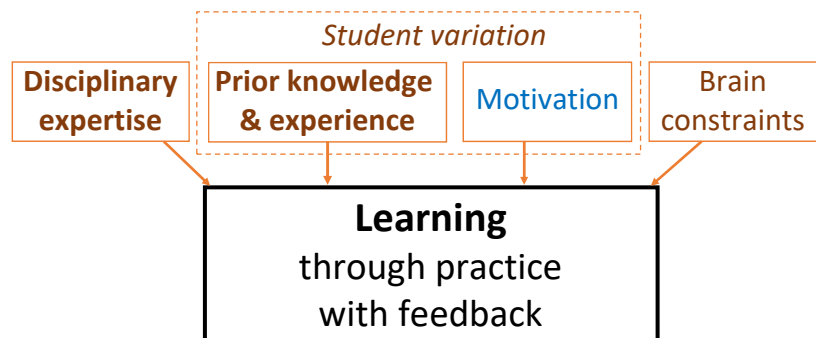 Student variation
Disciplinary
expertise
Prior knowledge
& experience
Motivation
Brain
constraints
Learning
through practice
with feedback